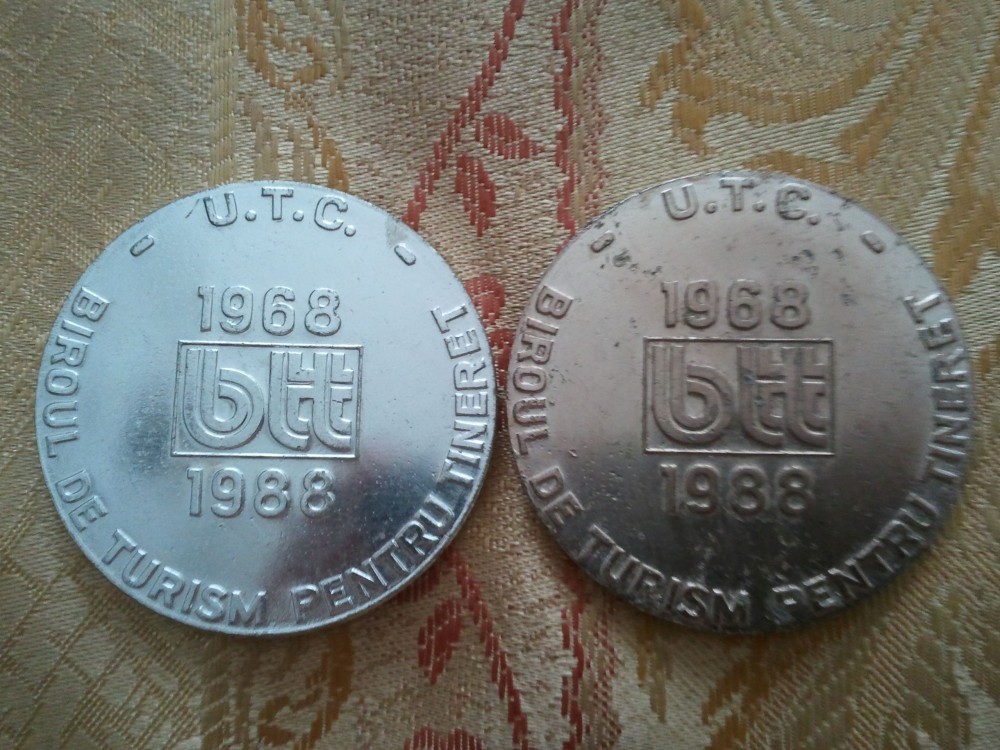 U.T.C.
1968
btt
1988
BIROUL DE TURISM PENTRU TINERET
U.T.C.
1968
btt
1988
BIROUL DE TURISM PENTRU TINERET